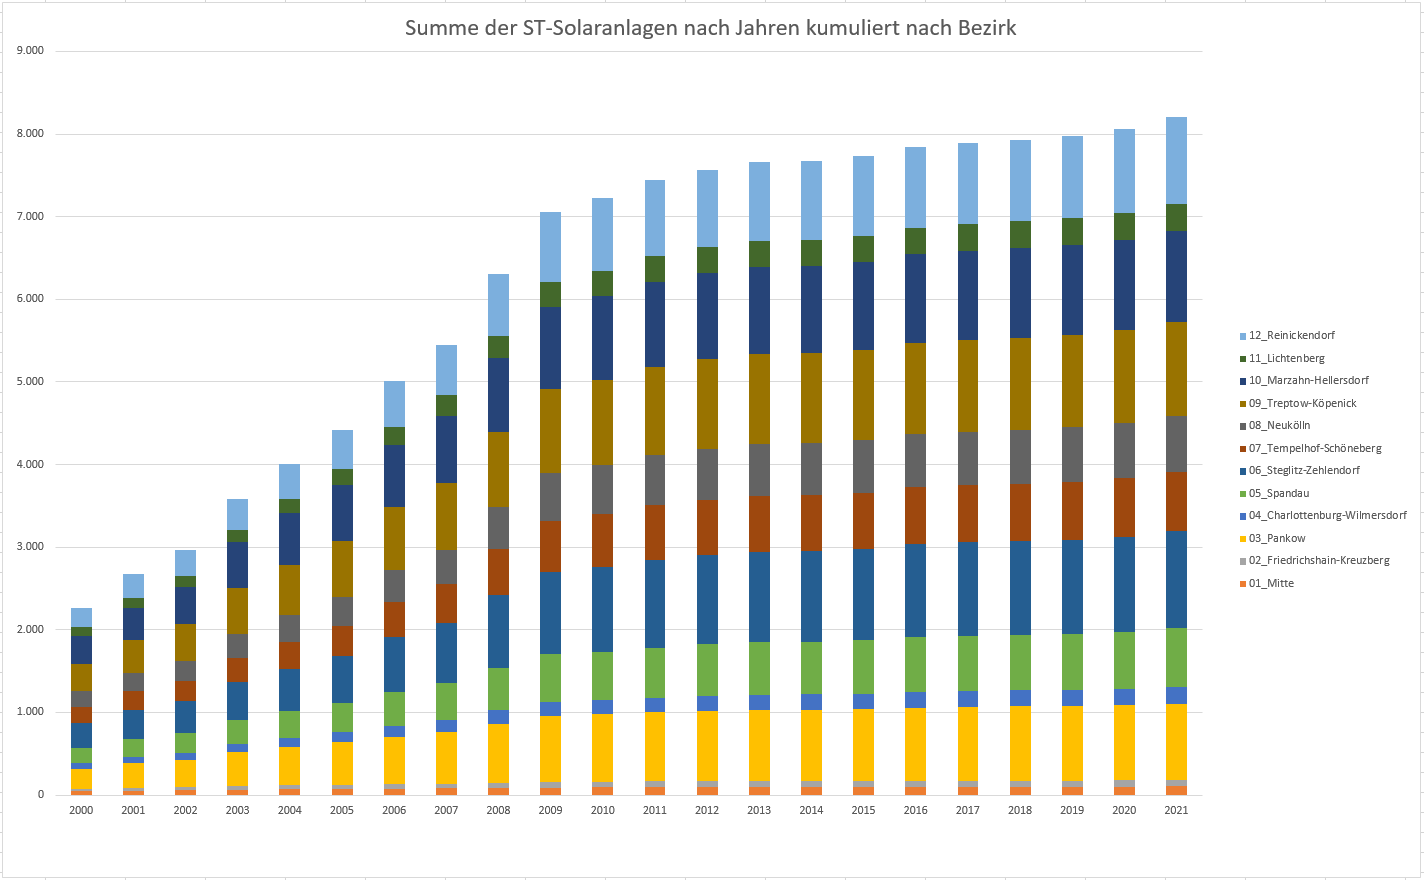 Summe der ST-Solaranlagen nach Jahren kumuliert nach Bezirk
9.000
8.000
7.000
6.000
5.000
4.000
3.000
2.000
1.000
0
2000 2001 2002 2003 2004 2005 2006 2007 2008 2009 2010 2011 2012 2013 2014 2015 2016 2017 2018 2019 2020 2021
12_Reinickendorf
11_Lichtenberg
10_Marzahn-Hellersdorf
09_Treptow-Köpenick
08_Neukölln
07_Tempelhof-Schöneberg
06_Steglitz-Zehlendorf
05_Spandau
04_Charlottenburg-Wilmersdorf
03_Pankow
02_Friedrichshain-Kreuzberg
01_Mitte